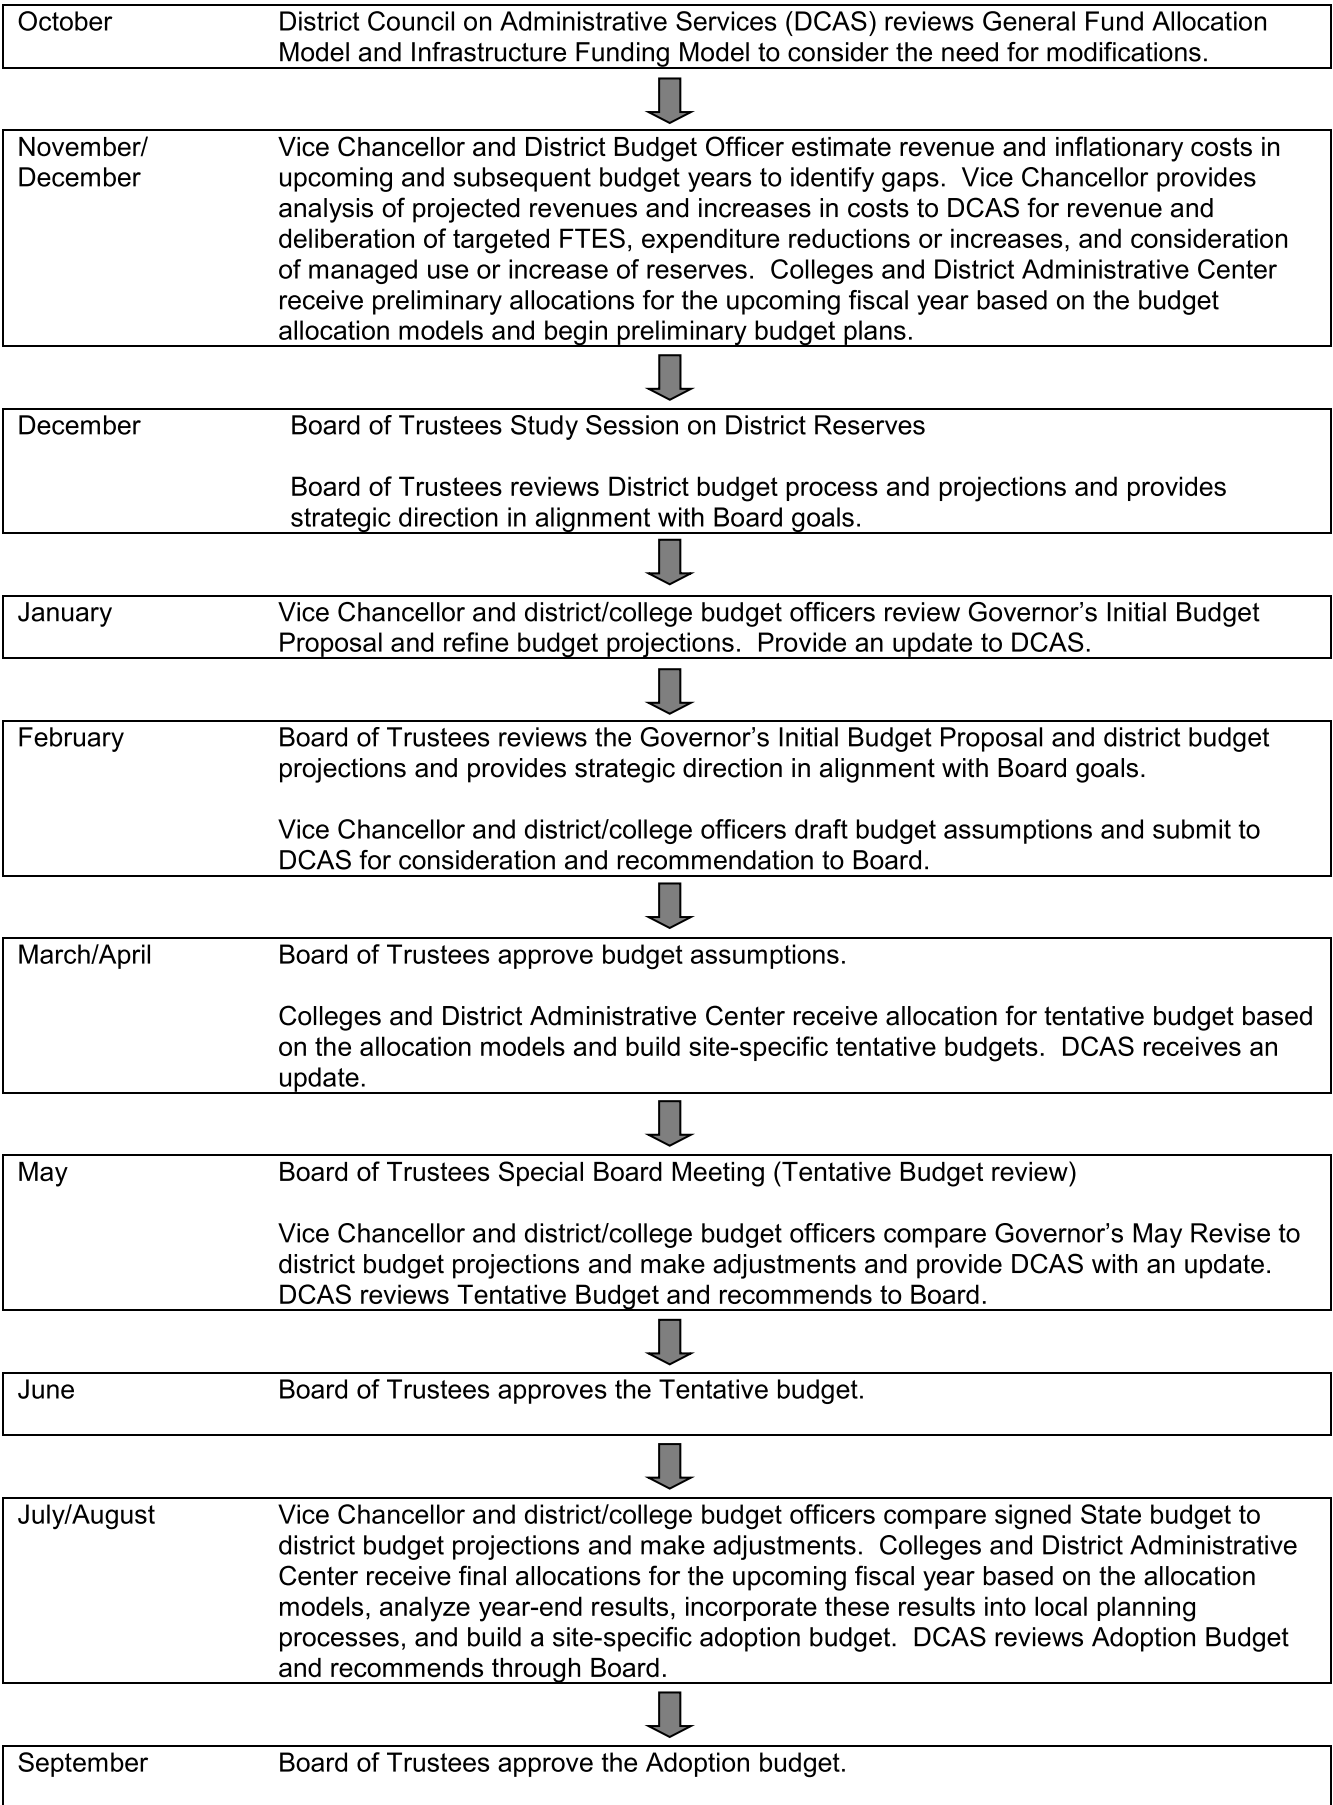 October
District Council on Administrative Services (DCAS) reviews General Fund Allocation
Model and Infrastructure Funding Model to consider the need for modifications.
November/
December
Vice Chancellor and District Budget Officer estimate revenue and inflationary costs in
upcoming and subsequent budget years to identify gaps.  Vice Chancellor provides
analysis of projected revenues and increases in costs to DCAS for revenue and
deliberation of targeted FTES, expenditure reductions or increases, and consideration
of managed use or increase of reserves.  Colleges and District Administrative Center
receive preliminary allocations for the upcoming fiscal year based on the budget
allocation models and begin preliminary budget plans.
December
Board of Trustees Study Session on District Reserves
Board of Trustees reviews District budget process and projections and provides
strategic direction in alignment with Board goals.
January
Vice Chancellor and district/college budget officers review Governor’s Initial Budget
Proposal and refine budget projections.  Provide an update to DCAS.
February
Board of Trustees reviews the Governor’s Initial Budget Proposal and district budget
projections and provides strategic direction in alignment with Board goals.
Vice Chancellor and district/college officers draft budget assumptions and submit to
DCAS for consideration and recommendation to Board.
March/April
Board of Trustees approve budget assumptions.
Colleges and District Administrative Center receive allocation for tentative budget based
on the allocation models and build site-specific tentative budgets.  DCAS receives an
update.
May
Board of Trustees Special Board Meeting (Tentative Budget review)
Vice Chancellor and district/college budget officers compare Governor’s May Revise to
district budget projections and make adjustments and provide DCAS with an update.
DCAS reviews Tentative Budget and recommends to Board.
June
Board of Trustees approves the Tentative budget.
July/August
Vice Chancellor and district/college budget officers compare signed State budget to
district budget projections and make adjustments.  Colleges and District Administrative
Center receive final allocations for the upcoming fiscal year based on the allocation
models, analyze year-end results, incorporate these results into local planning
processes, and build a site-specific adoption budget.  DCAS reviews Adoption Budget
and recommends through Board.
September
Board of Trustees approve the Adoption budget.